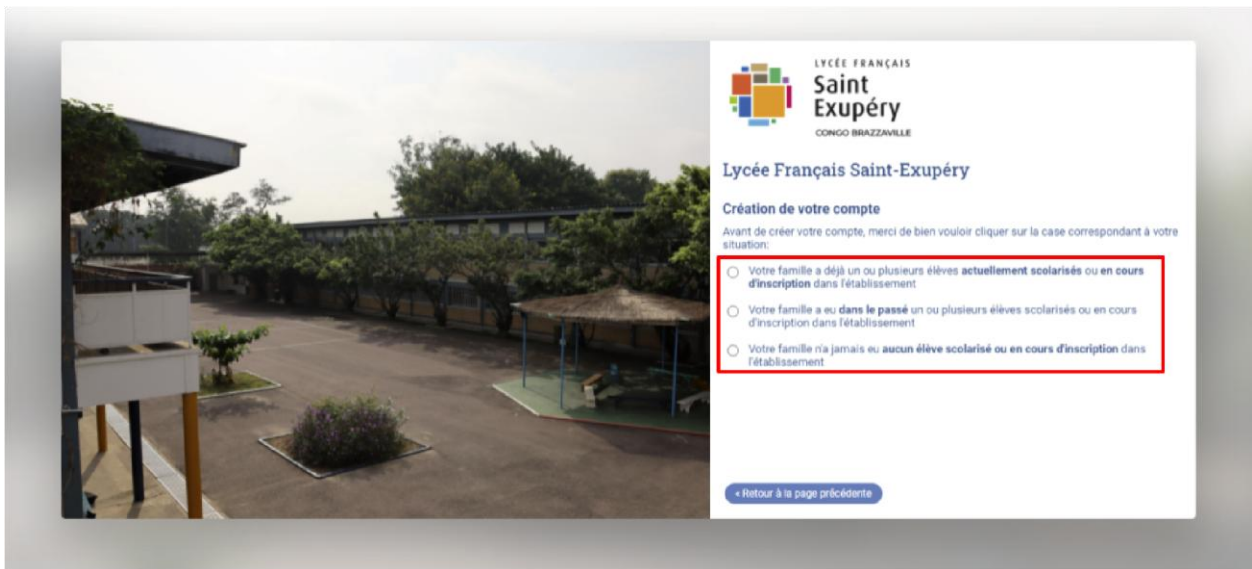 LYCÉE FRANÇAIS
Saint
Exupéry
CONGO BRAZZAVILLE
Lycée Français Saint-Exupéry
Création de votre compte
Avant de créer votre compte, merci de bien vouloir cliquer sur la case correspondant à votre
situation:
Votre famille a déjà un ou plusieurs élèves actuellement scolarisés ou en cours
d'inscription dans l'établissement
Votre famille a eu dans le passé un ou plusieurs élèves scolarisés ou en cours
d'inscription dans l'établissement
Votre famille n'a jamais eu aucun élève scolarisé ou en cours d'inscription dans
l'établissement
« Retour à la page précédente